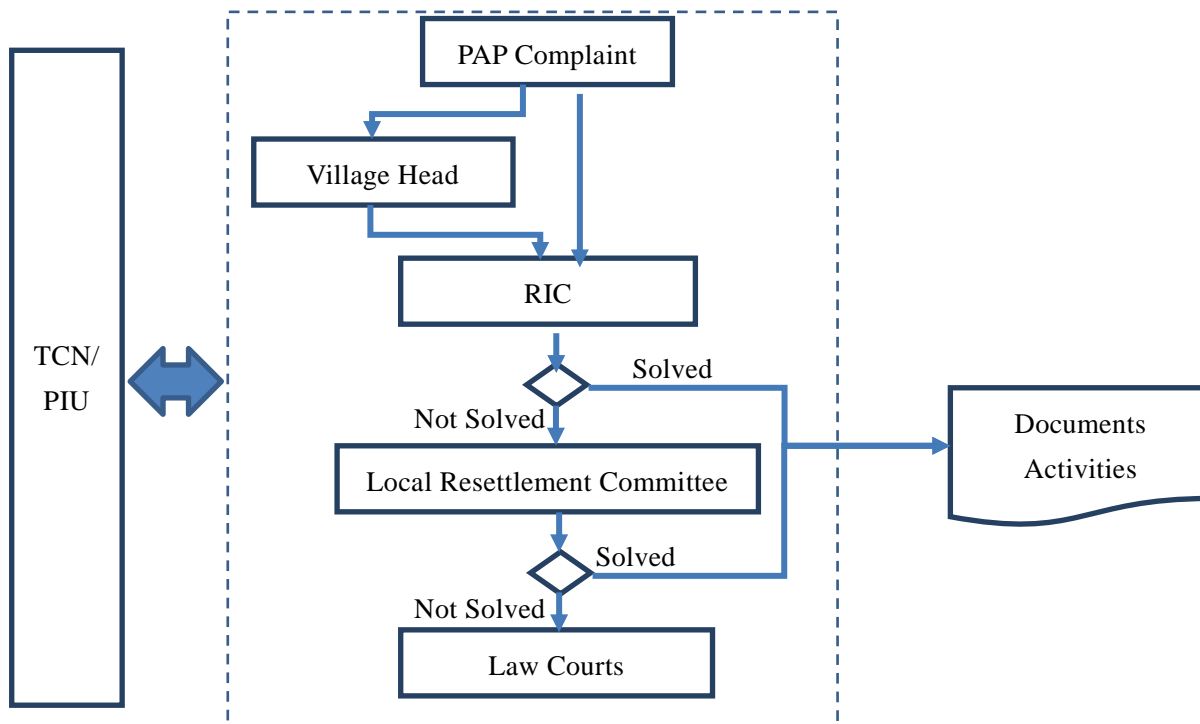 PAP Complaint
Village Head
RIC
TCN/
PIU
Solved
Not Solved
Documents
Activities
Local Resettlement Committee
Solved
Not Solved
Law Courts